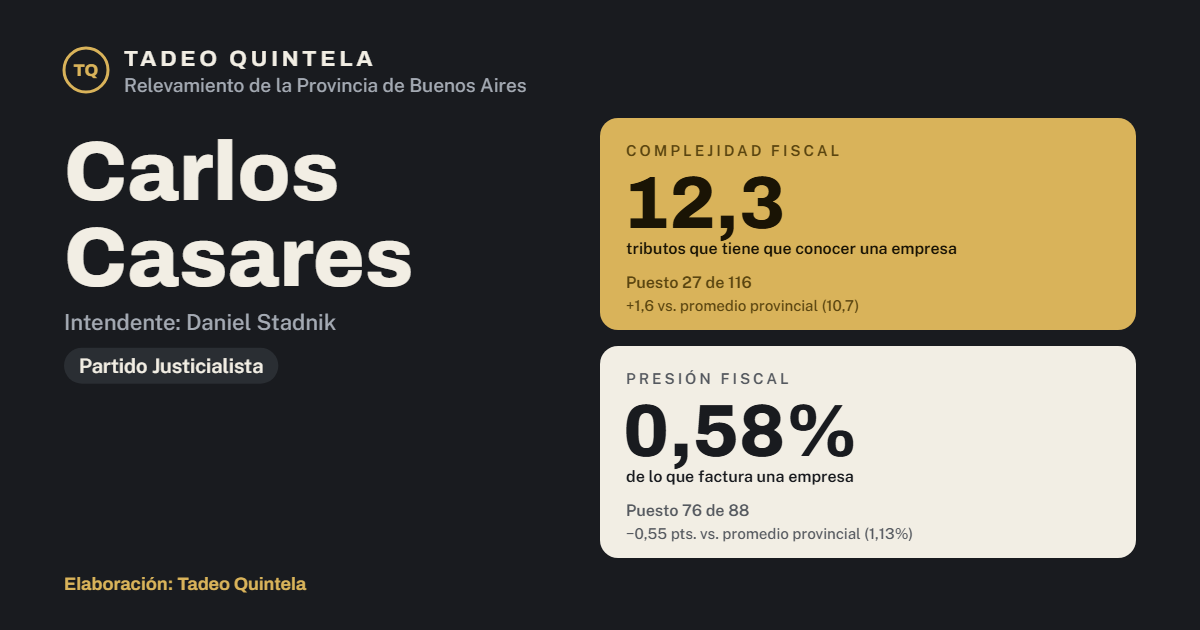 TQ
TADEO QUINTELA
Relevamiento de la Provincia de Buenos Aires
Carlos
Casares
Intendente: Daniel Stadnik
Partido Justicialista
COMPLEJIDAD FISCAL
12,3
tributos que tiene que conocer una empresa
Puesto 27 de 116
+1,6 vs. promedio provincial (10,7)
PRESIÓN FISCAL
0,58%
de lo que factura una empresa
Puesto 76 de 88
−0,55 pts. vs. promedio provincial (1,13%)
Elaboración: Tadeo Quintela